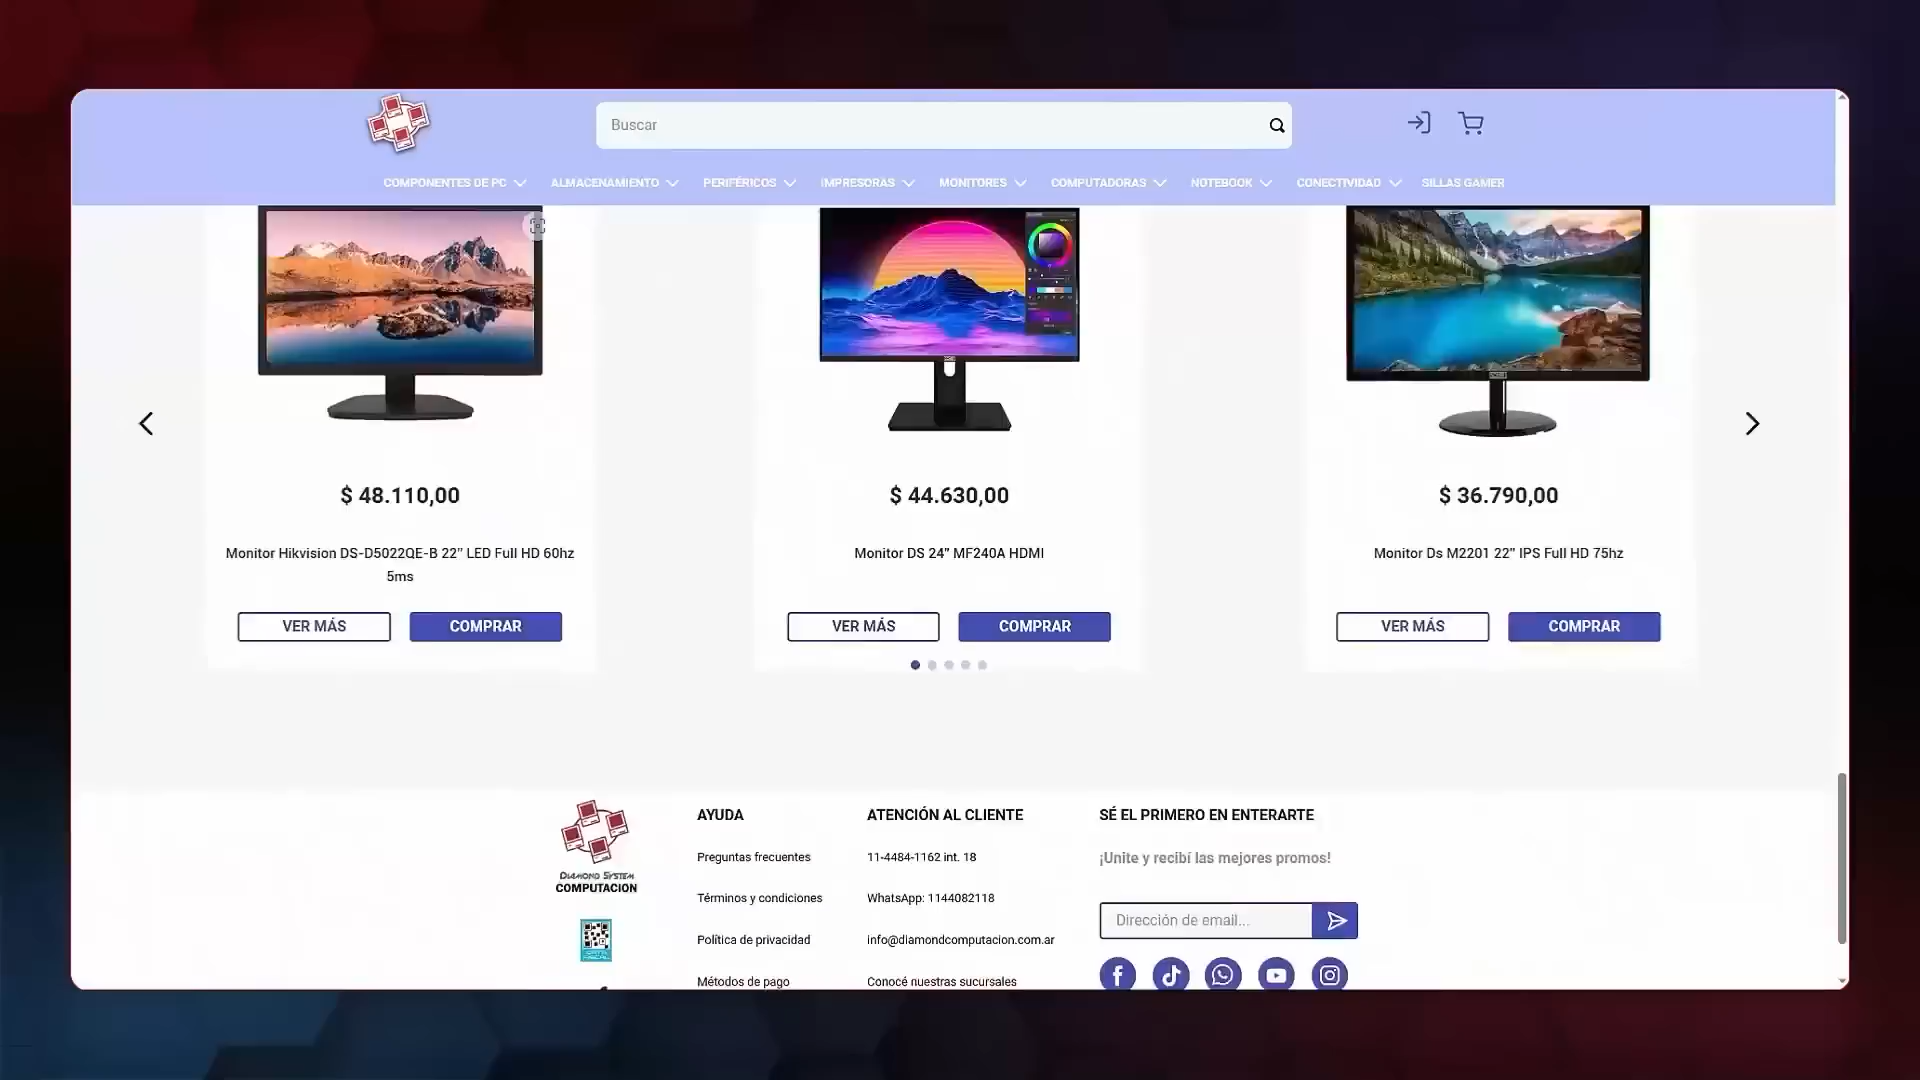 Buscar
COMPONENTES DE PC ALMACENAMIENTO PERIFÉRICOS IMPRESORAS MONITORES COMPUTADORAS NOTEBOOK CONECTIVIDAD SILLAS GAMER
$ 48.110,00
Monitor Hikvision DS-D5022QE-B 22" LED Full HD 60hz
5ms
VER MÁS COMPRAR
$ 44.630,00
Monitor DS 24" MF240A HDMI
VER MÁS COMPRAR
$ 36.790,00
Monitor Ds M2201 22" IPS Full HD 75hz
VER MÁS COMPRAR
DIAMOND SYSTEM
COMPUTACION
AYUDA
Preguntas frecuentes
Términos y condiciones
Política de privacidad
Métodos de pago
ATENCIÓN AL CLIENTE
11-4484-1162 int. 18
WhatsApp: 1144082118
info@diamondcomputacion.com.ar
Conocé nuestras sucursales
SÉ EL PRIMERO EN ENTERARTE
¡Unite y recibí las mejores promos!
Dirección de email...